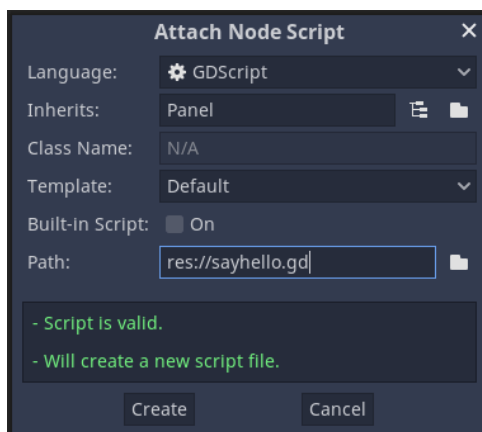 Attach Node Script
Language: GDScript
Inherits: Panel
Class Name: N/A
Template: Default
Built-in Script: On
Path: res://sayhello.gd
- Script is valid.
- Will create a new script file.
Create Cancel